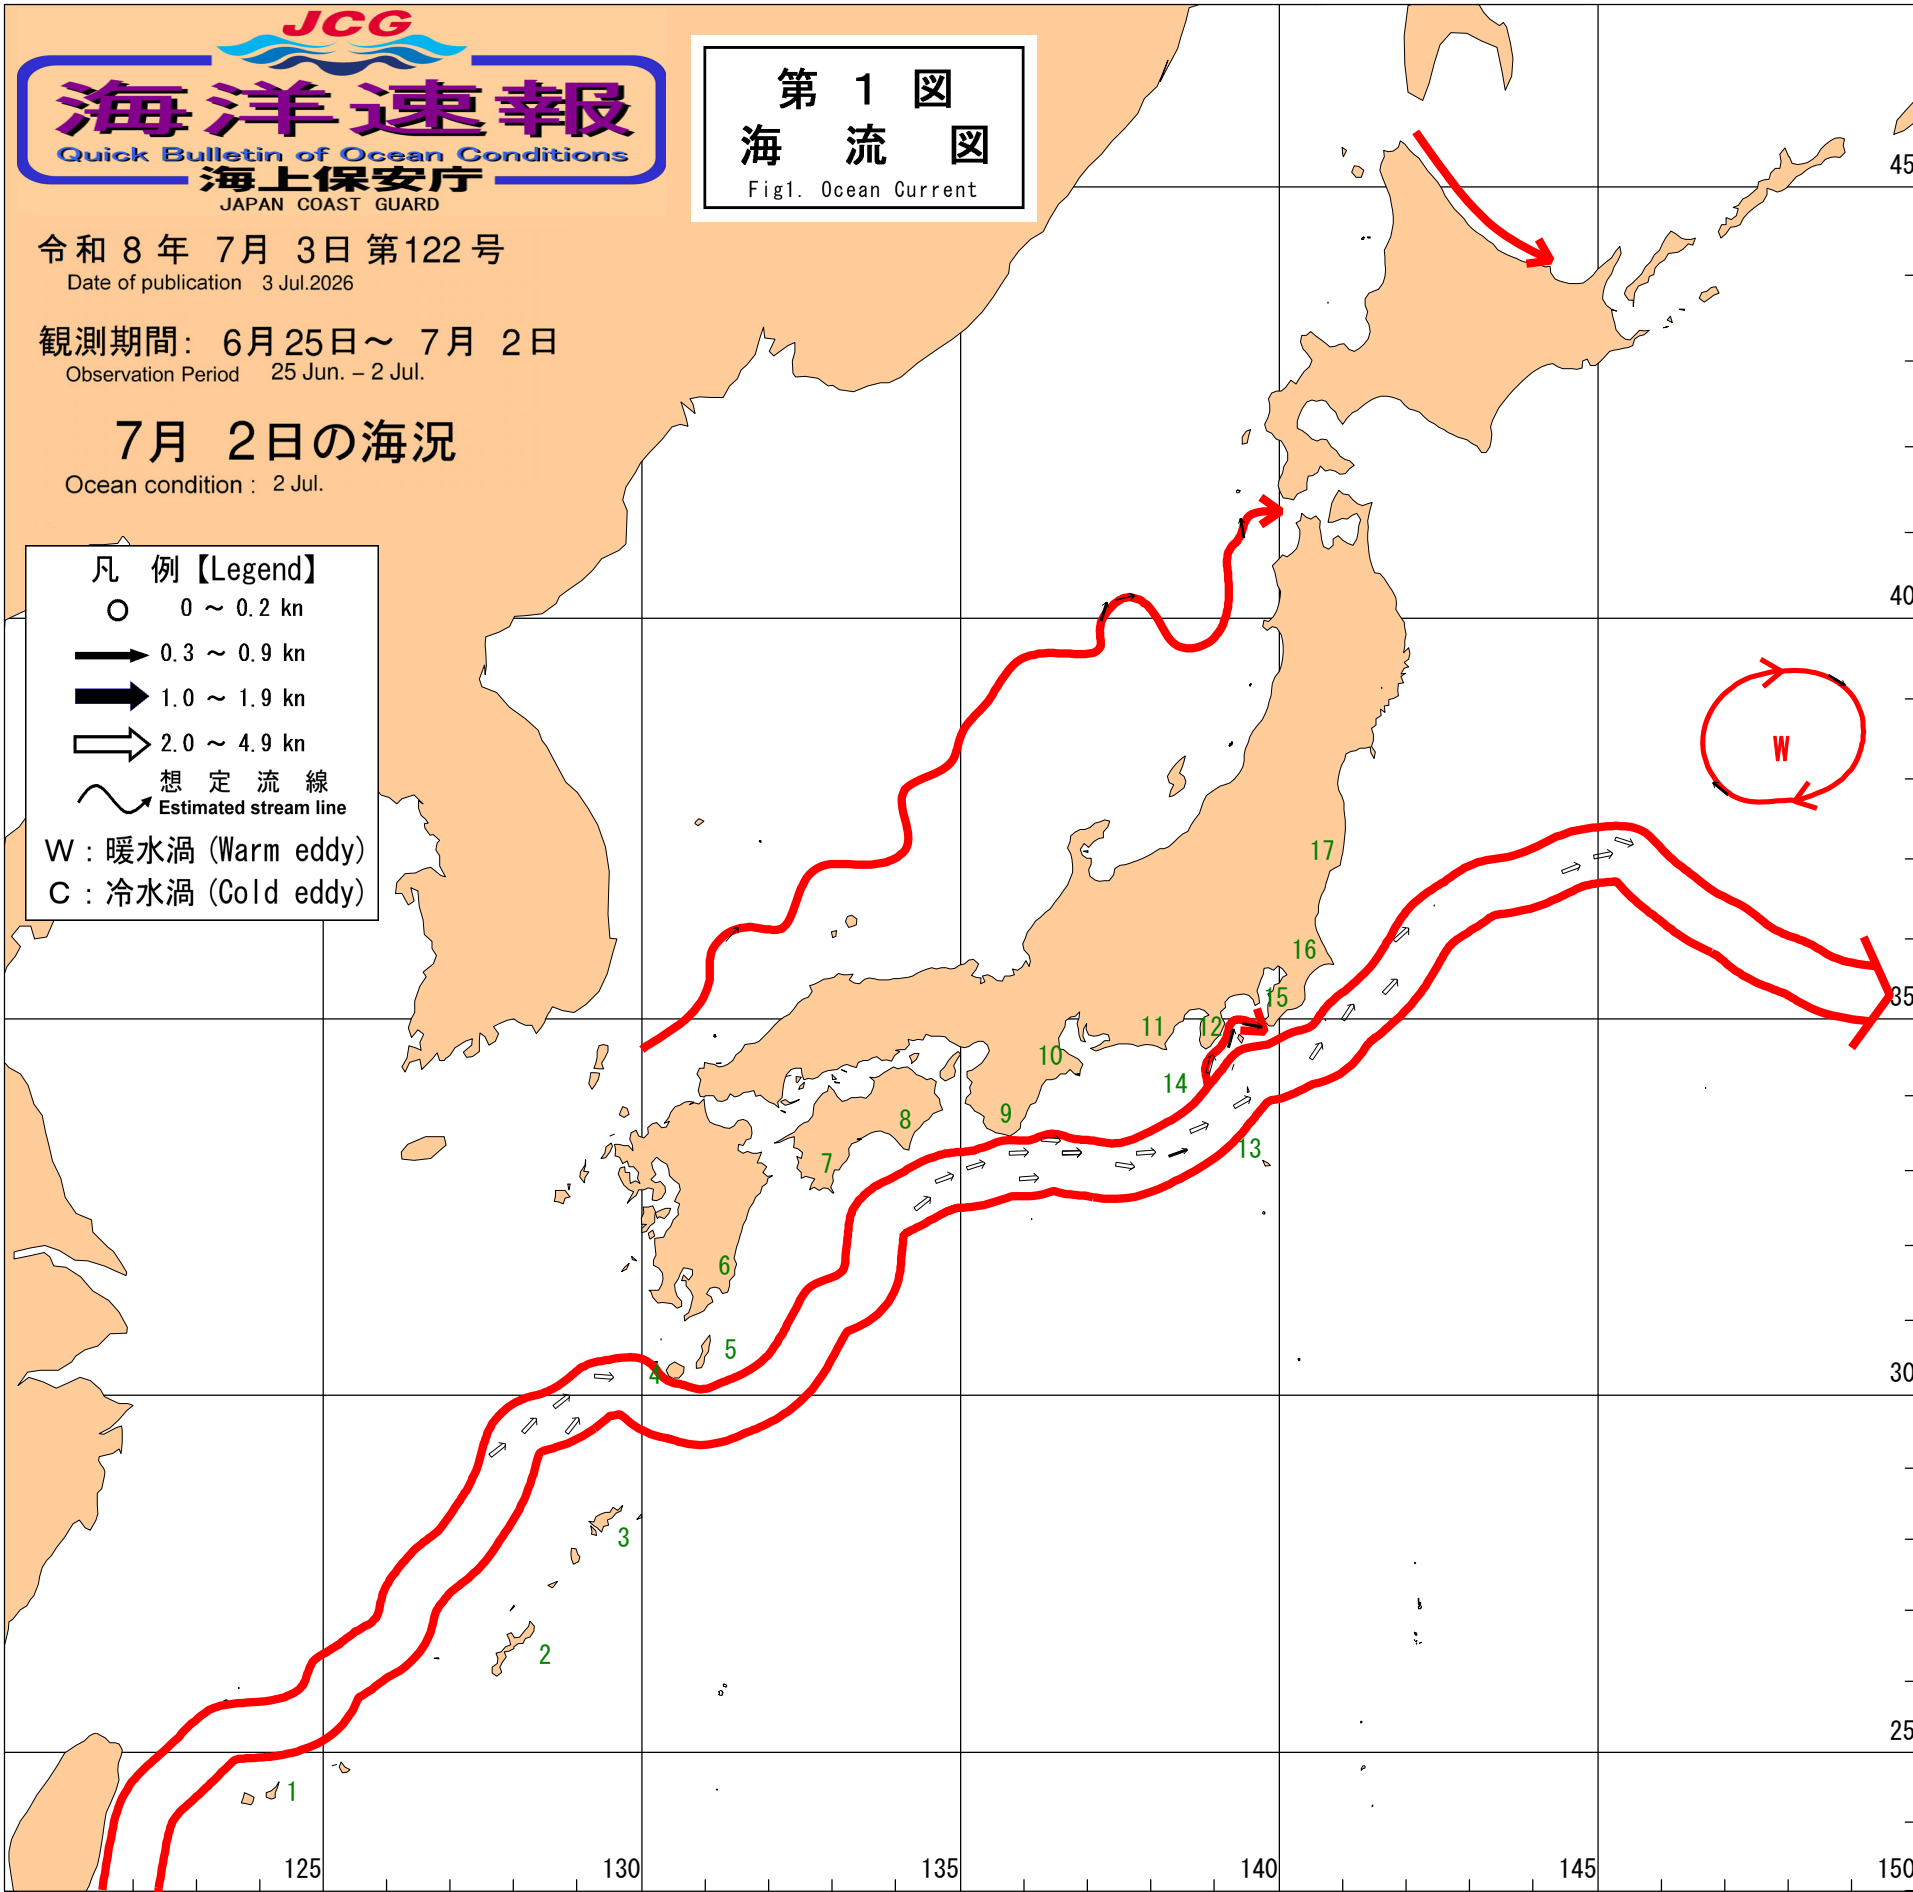 JCG
海洋速報
Quick Bulletin of Ocean Conditions
海上保安庁
JAPAN COAST GUARD
令和 8 年 7月 3日 第122 号
Date of publication 3 Jul.2026
観測期間: 6月25日～ 7月 2日
Observation Period 25 Jun. – 2 Jul.
7月 2日の海況
Ocean condition : 2 Jul.
第 1 図
海 流 図
Fig1. Ocean Current
凡 例【Legend】
0 ～ 0.2 kn
0.3 ～ 0.9 kn
1.0 ～ 1.9 kn
2.0 ～ 4.9 kn
想 定 流 線
Estimated stream line
W : 暖水渦 (Warm eddy)
C : 冷水渦 (Cold eddy)
45
40
W
17
16
35
15
12
11
10
14
9
8
13
7
6
5
4
30
3
2
25
1
125
130
135
140
145
150